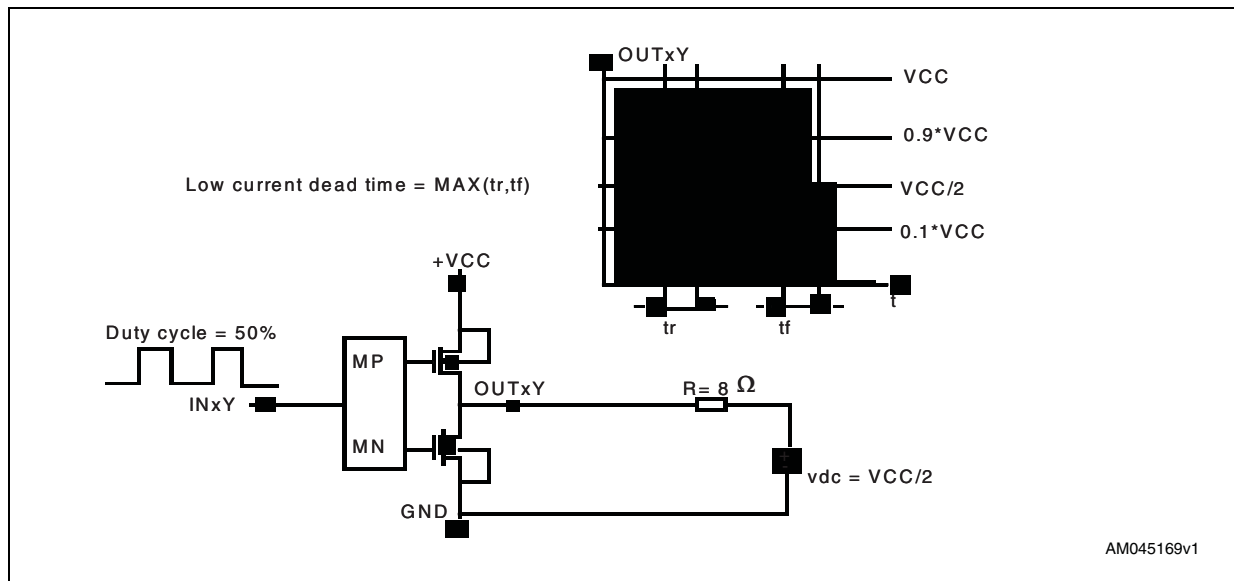 OUTxY
VCC
0.9*VCC
Low current dead time = MAX(tr,tf)
VCC/2
0.1*VCC
+VCC
t
tr
tf
Duty cycle = 50%
MP
OUTxY
R= 8 Ω
INxY
MN
+
-
vdc = VCC/2
GND
AM045169v1